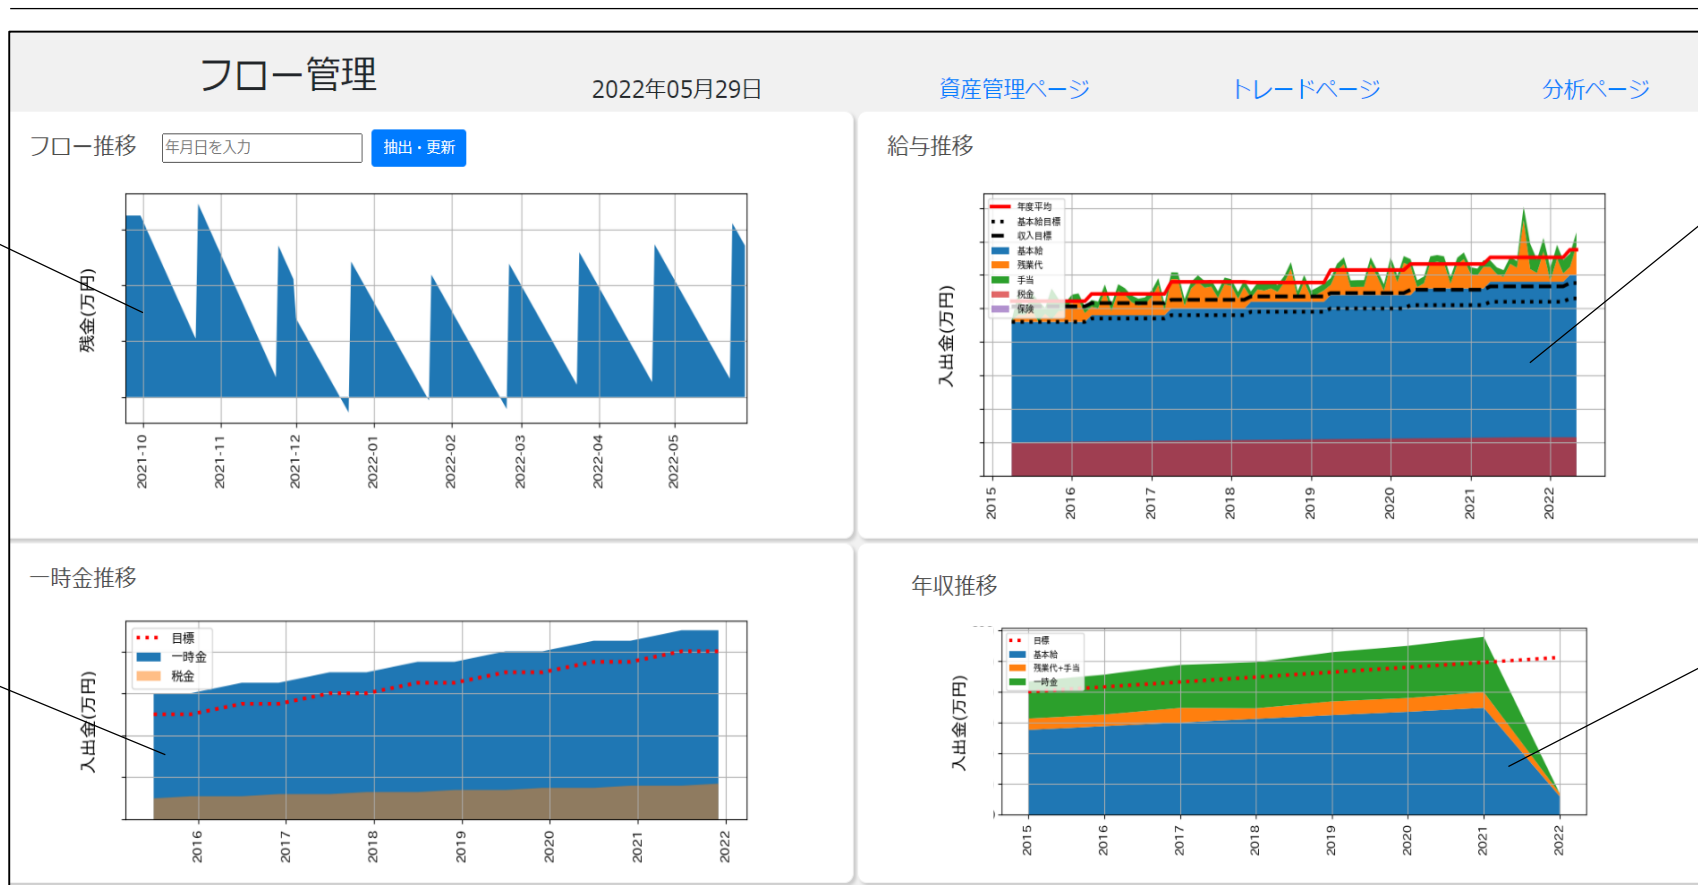 フロー管理
2022年05月29日
資産管理ページ
トレードページ
分析ページ
フロー推移
年月日を入力
抽出・更新
残金(万円)
2021-10
2021-11
2021-12
2022-01
2022-02
2022-03
2022-04
2022-05
給与推移
年度平均
基本給目標
収入目標
基本給
残業代
手当
税金
保険
入出金(万円)
2015
2016
2017
2018
2019
2020
2021
2022
一時金推移
目標
一時金
税金
入出金(万円)
2016
2017
2018
2019
2020
2021
2022
年収推移
目標
基本給
残業代+手当
一時金
入出金(万円)
2015
2016
2017
2018
2019
2020
2021
2022